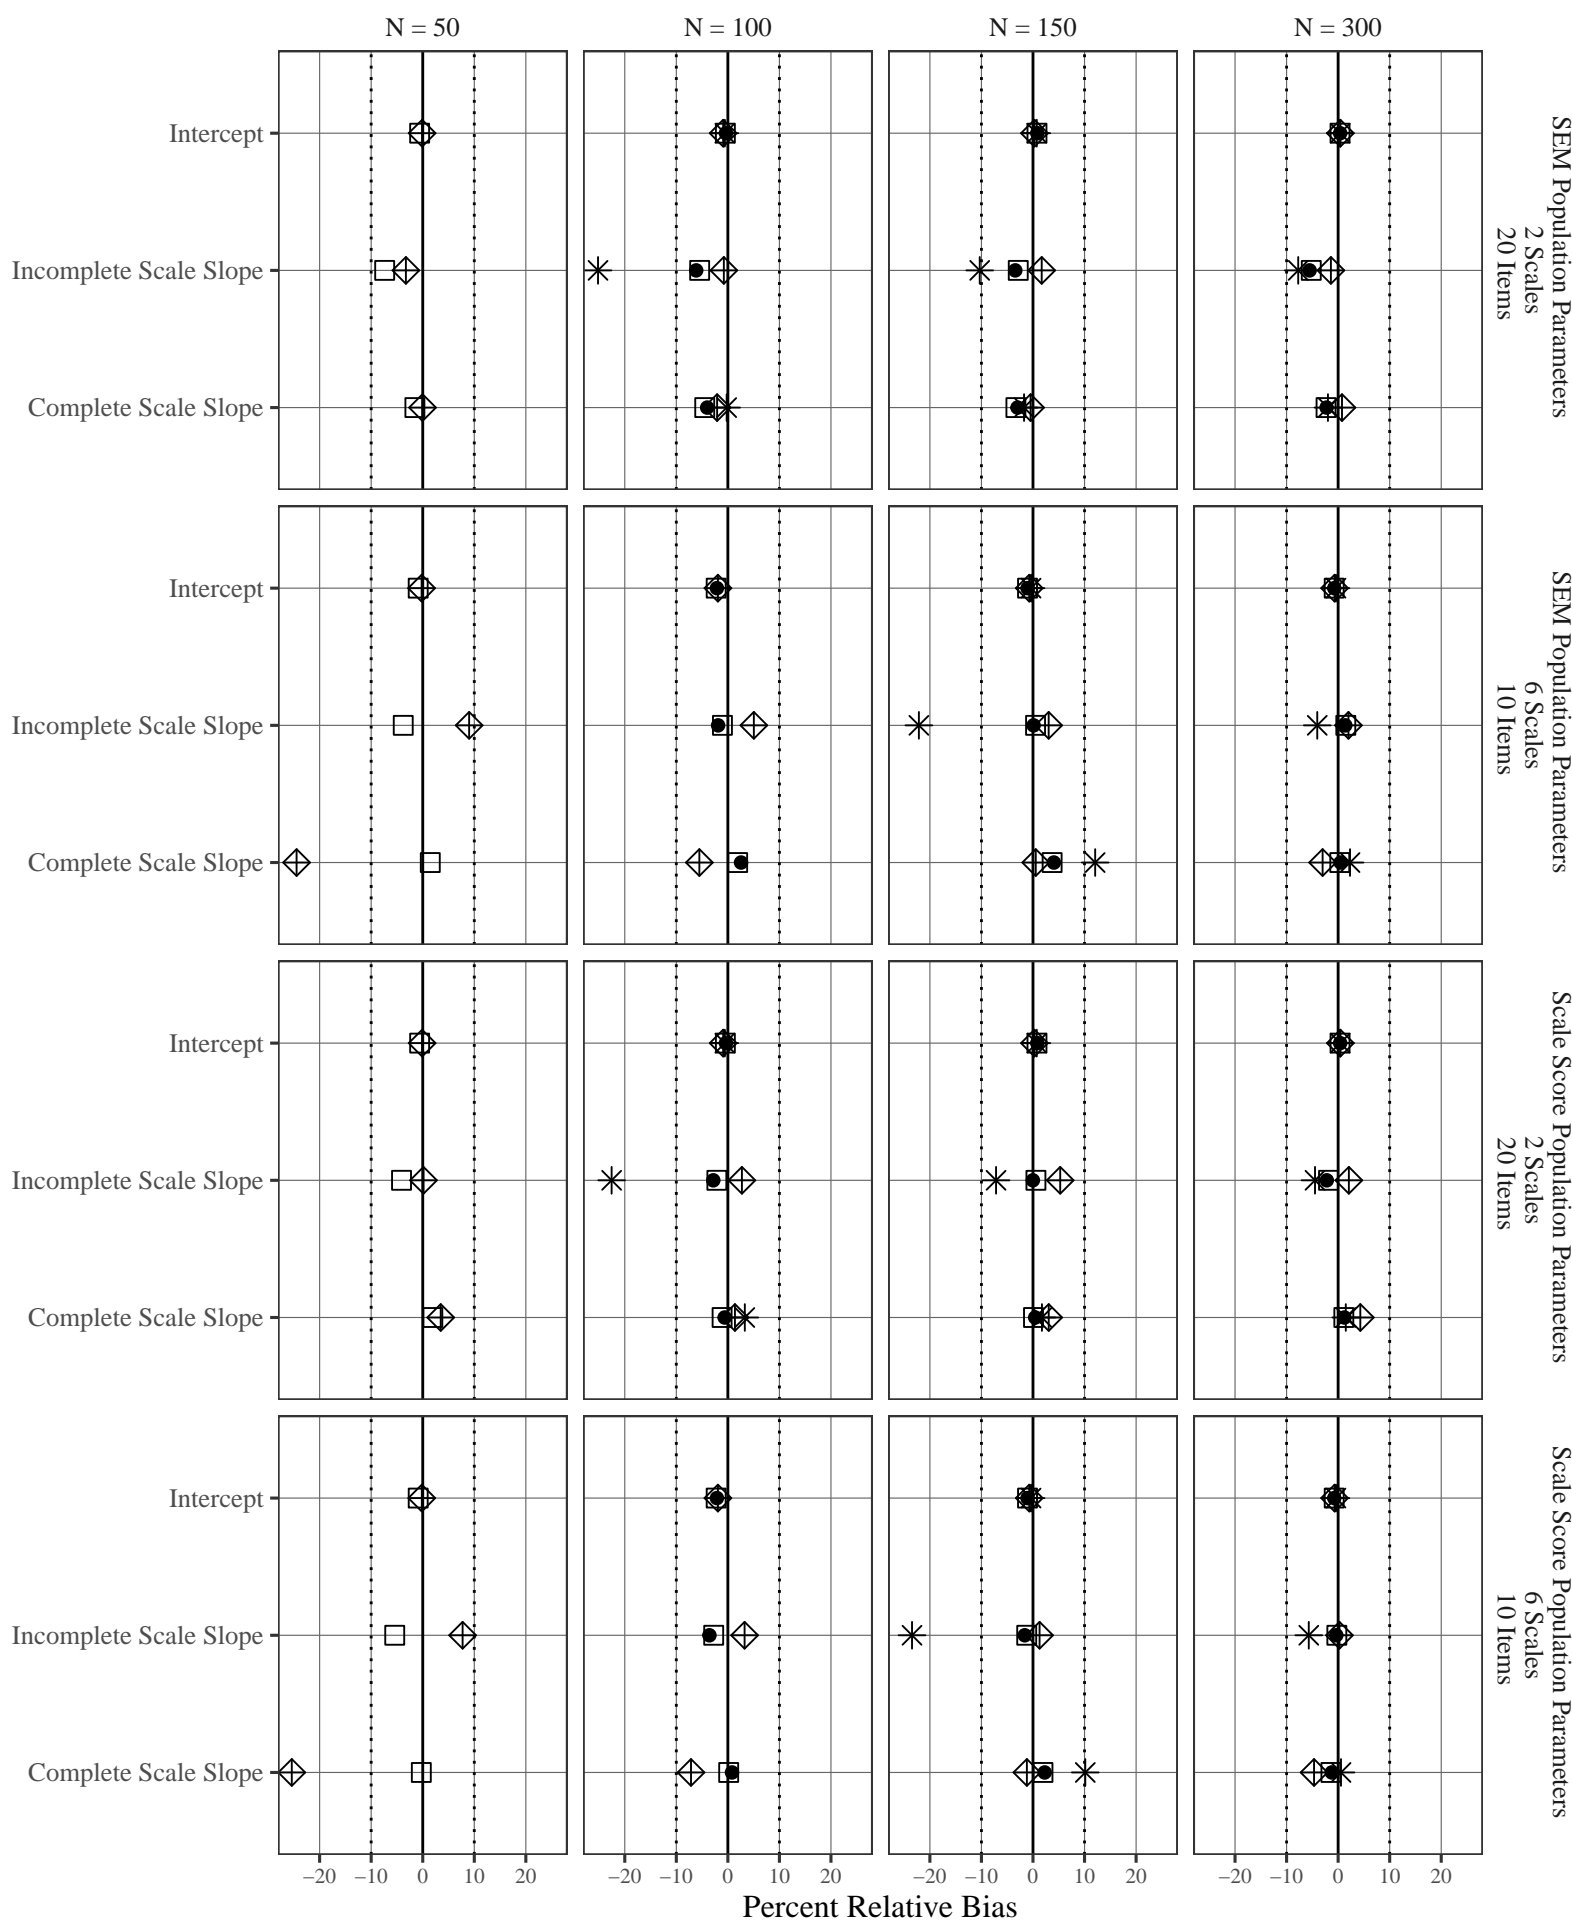 N = 50 N = 100 N = 150 N = 300
Intercept
Incomplete Scale Slope
Complete Scale Slope
SEM Population Parameters
2 Scales
20 Items
Intercept
Incomplete Scale Slope
Complete Scale Slope
SEM Population Parameters
6 Scales
10 Items
Intercept
Incomplete Scale Slope
Complete Scale Slope
Scale Score Population Parameters
2 Scales
20 Items
Intercept
Incomplete Scale Slope
Complete Scale Slope
Scale Score Population Parameters
6 Scales
10 Items
−20 −10 0 10 20 −20 −10 0 10 20 −20 −10 0 10 20 −20 −10 0 10 20
Percent Relative Bias